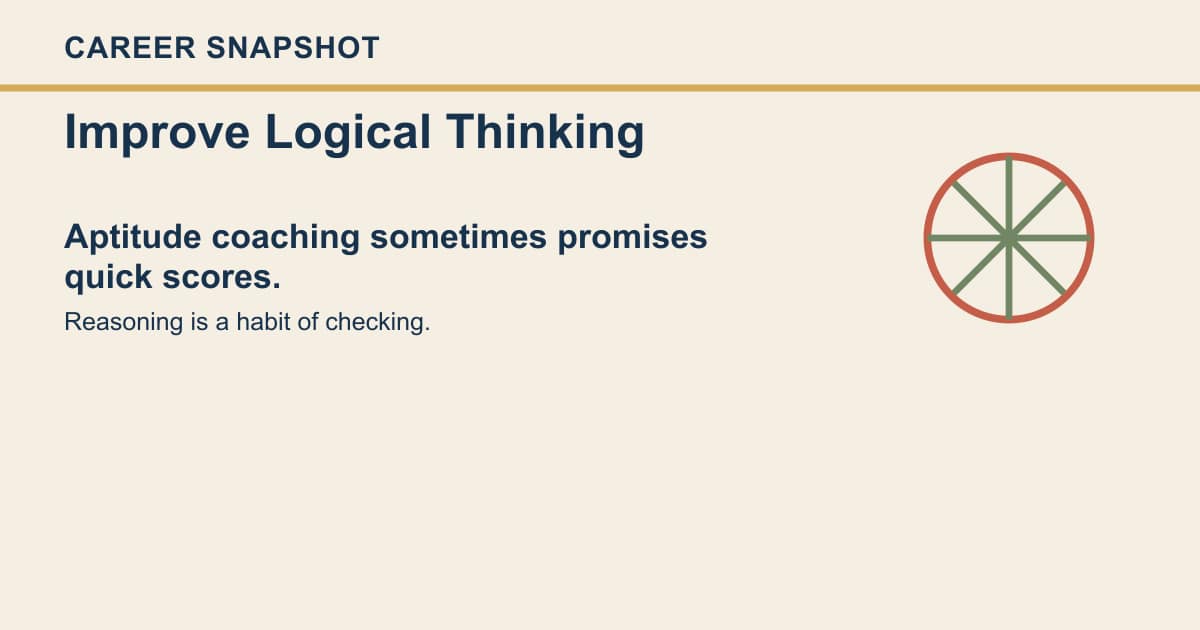 CAREER SNAPSHOT
Improve Logical Thinking
Aptitude coaching sometimes promises
quick scores.
Reasoning is a habit of checking.